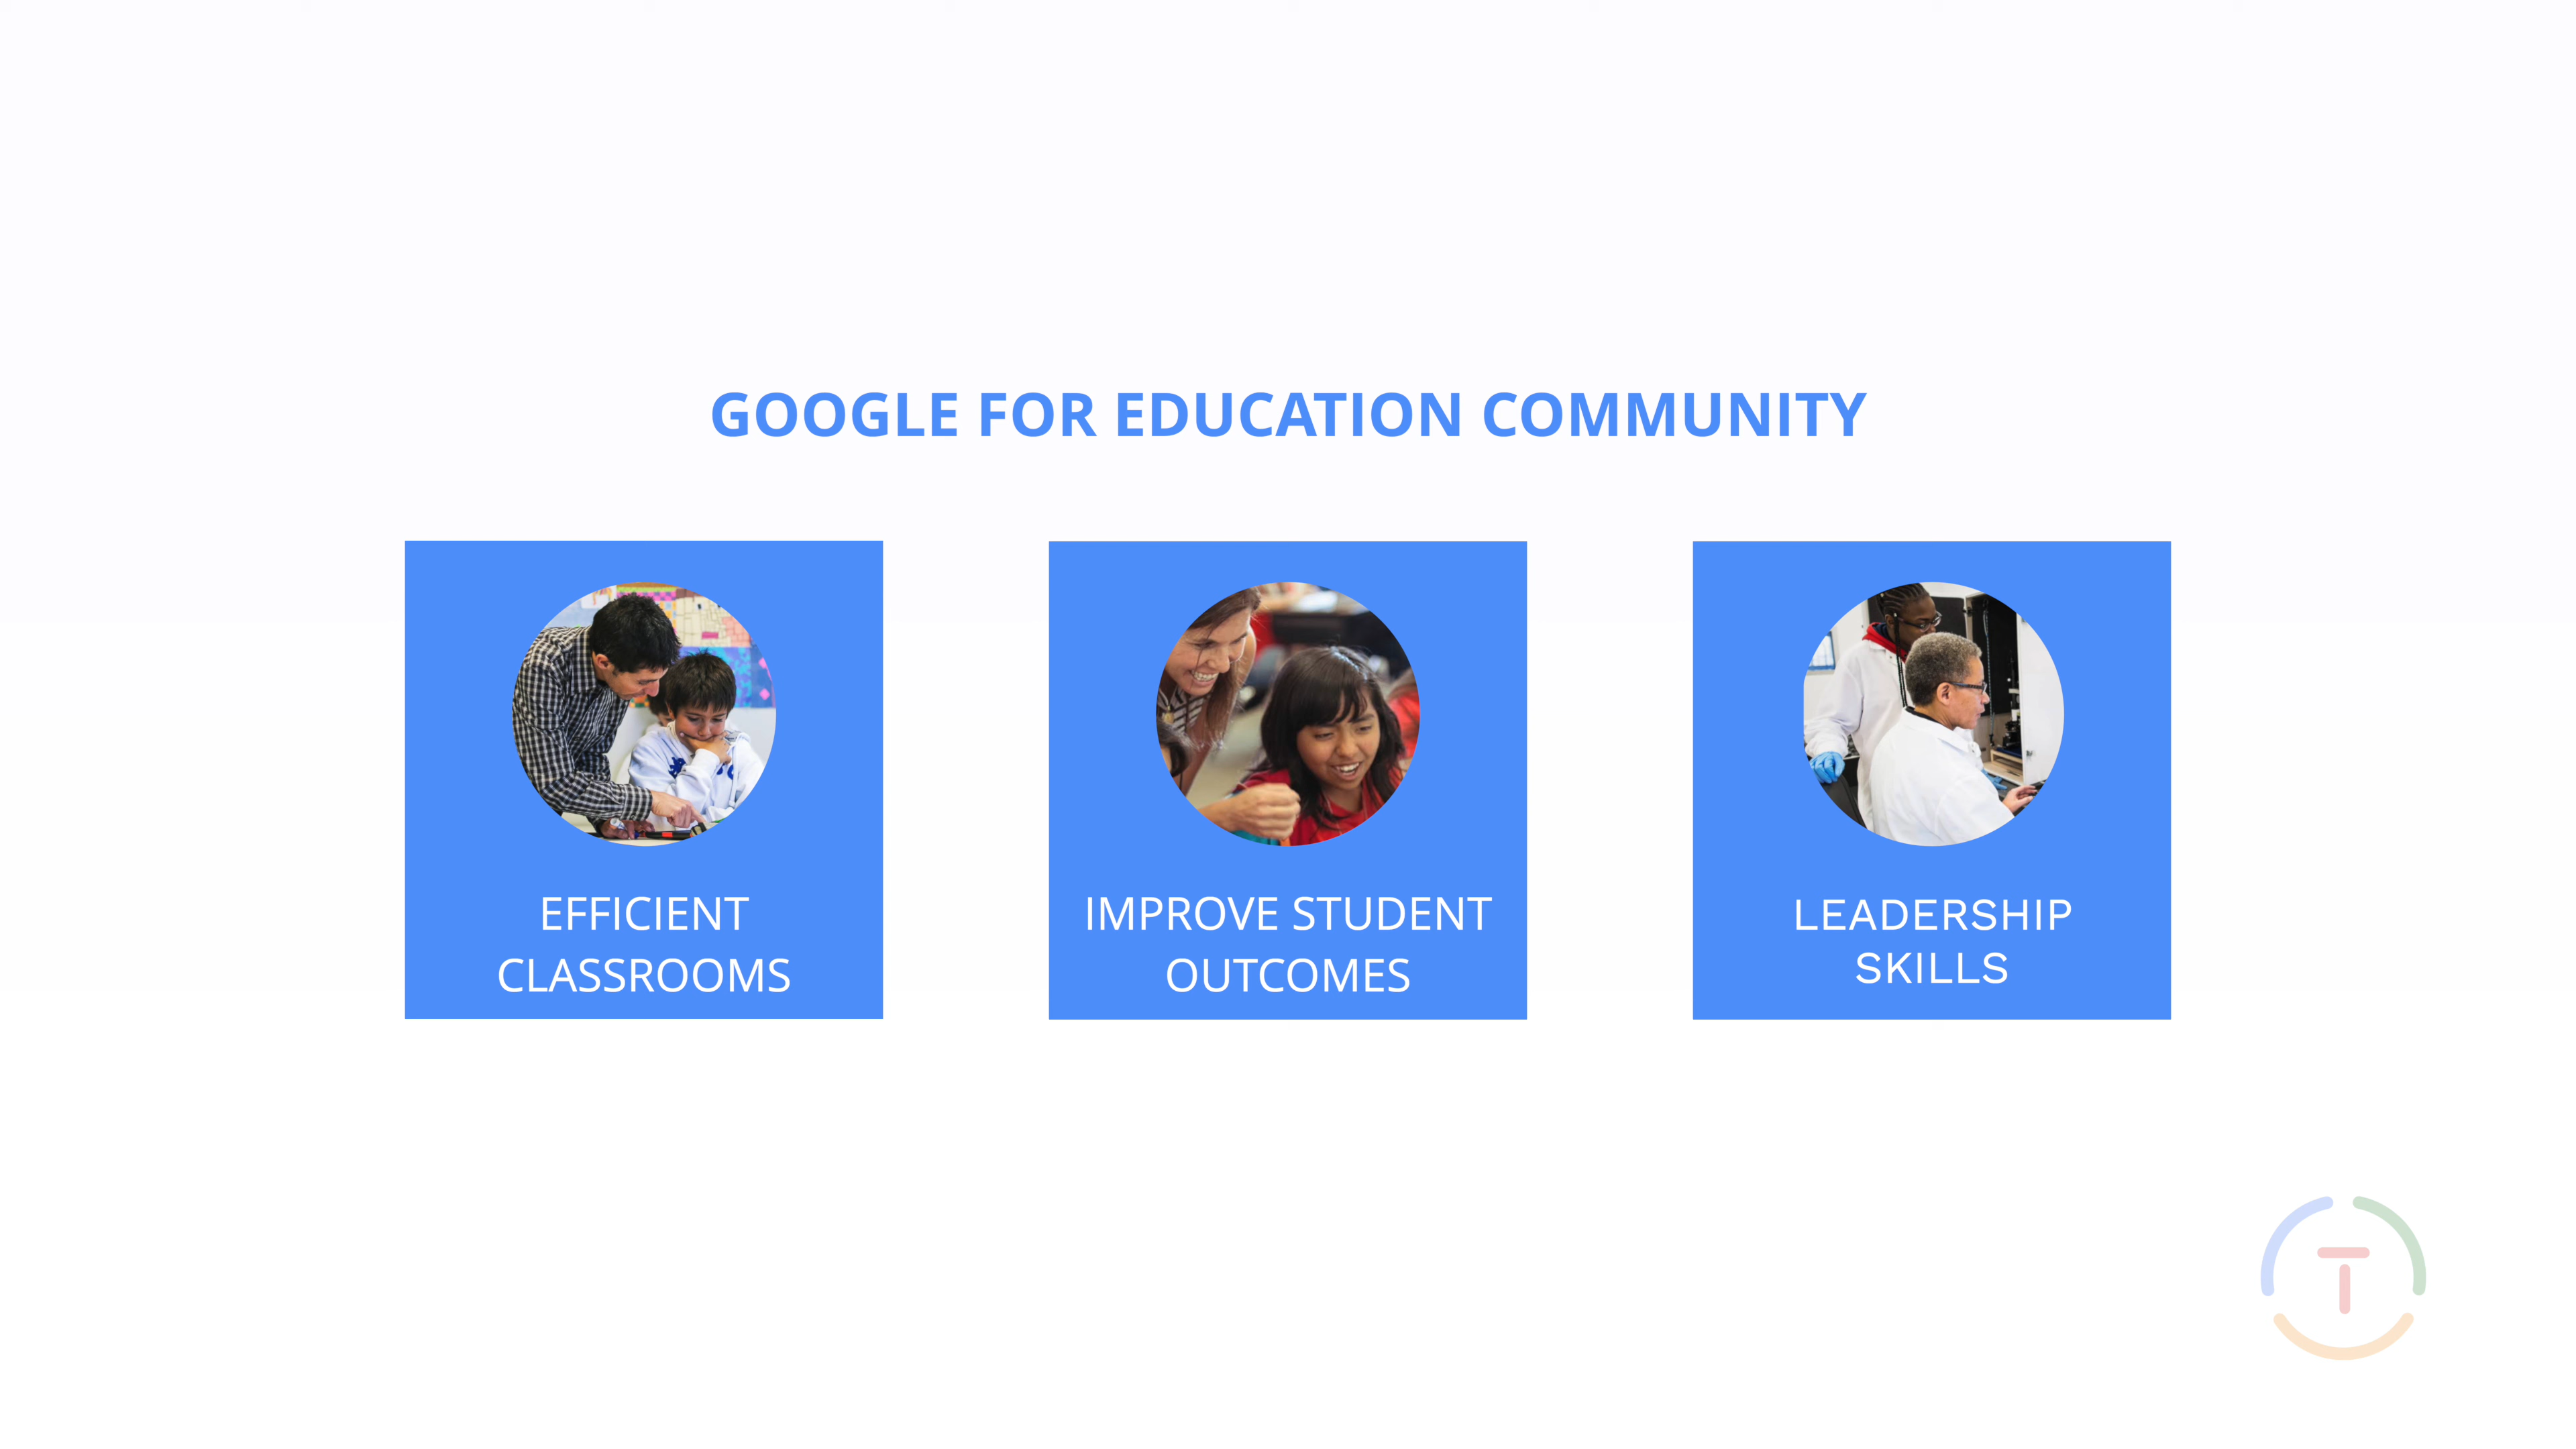 GOOGLE FOR EDUCATION COMMUNITY
EFFICIENT
CLASSROOMS
IMPROVE STUDENT
OUTCOMES
LEADERSHIP
SKILLS
T